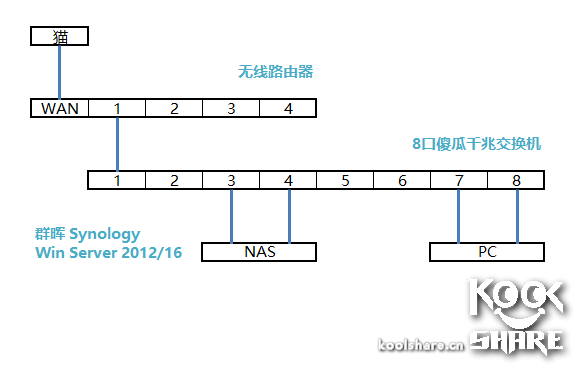 猫
无线路由器
WAN 1 2 3 4
8口傻瓜千兆交换机
1 2 3 4 5 6 7 8
群晖 Synology
Win Server 2012/16
NAS PC
KOOL
SHARE
koolshare.cn